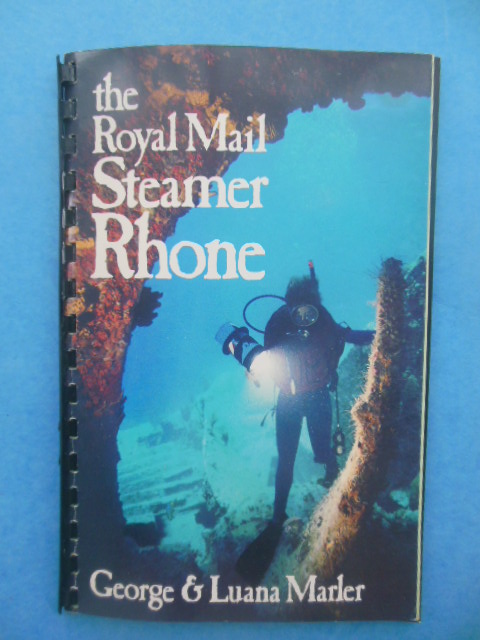 the
Royal Mail
Steamer
Rhone
George & Luana Marler